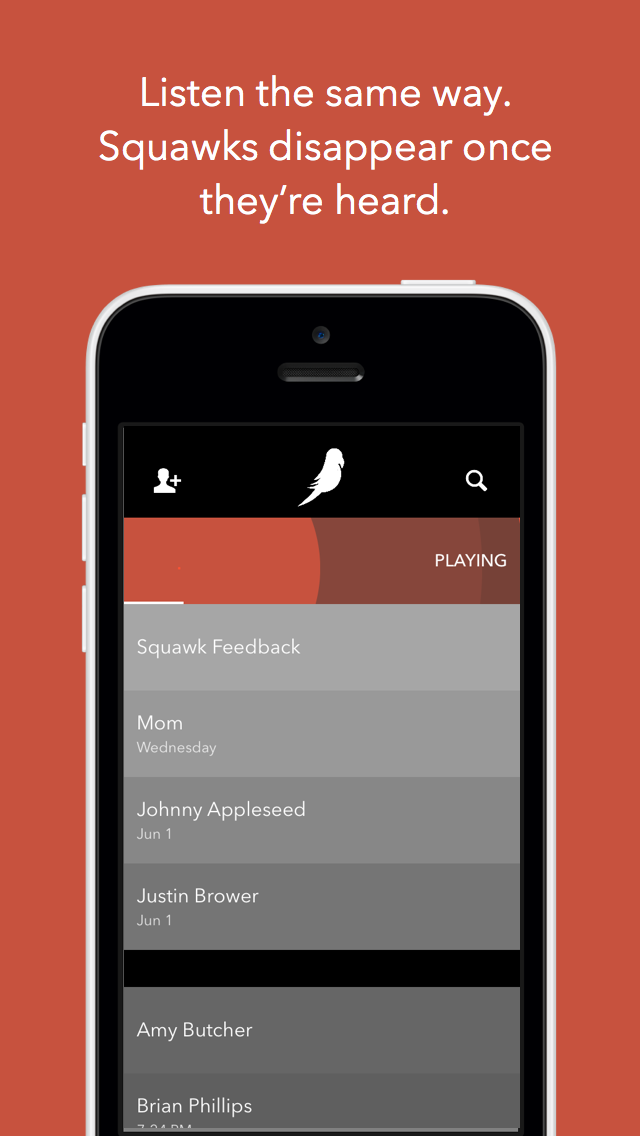 Listen the same way.
Squawks disappear once
they’re heard.
PLAYING
Squawk Feedback
Mom
Wednesday
Johnny Appleseed
Jun 1
Justin Brower
Jun 1
Amy Butcher
Brian Phillips